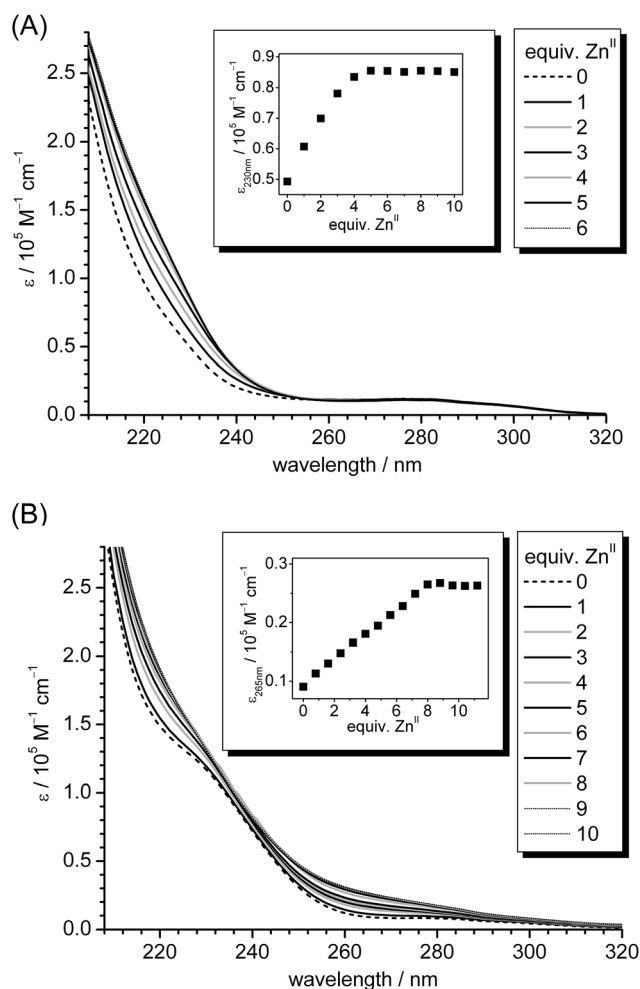 (A)
ε / 10⁵ M⁻¹ cm⁻¹
2.5
2.0
1.5
1.0
0.5
0.0
220 240 260 280 300 320
wavelength / nm
ε230nm / 10⁵ M⁻¹ cm⁻¹
0.9
0.8
0.7
0.6
0.5
0 2 4 6 8 10
equiv. Znᴵᴵ
equiv. Znᴵᴵ
0
1
2
3
4
5
6
(B)
ε / 10⁵ M⁻¹ cm⁻¹
2.5
2.0
1.5
1.0
0.5
0.0
220 240 260 280 300 320
wavelength / nm
ε265nm / 10⁵ M⁻¹ cm⁻¹
0.3
0.2
0.1
0 2 4 6 8 10
equiv. Znᴵᴵ
equiv. Znᴵᴵ
0
1
2
3
4
5
6
7
8
9
10